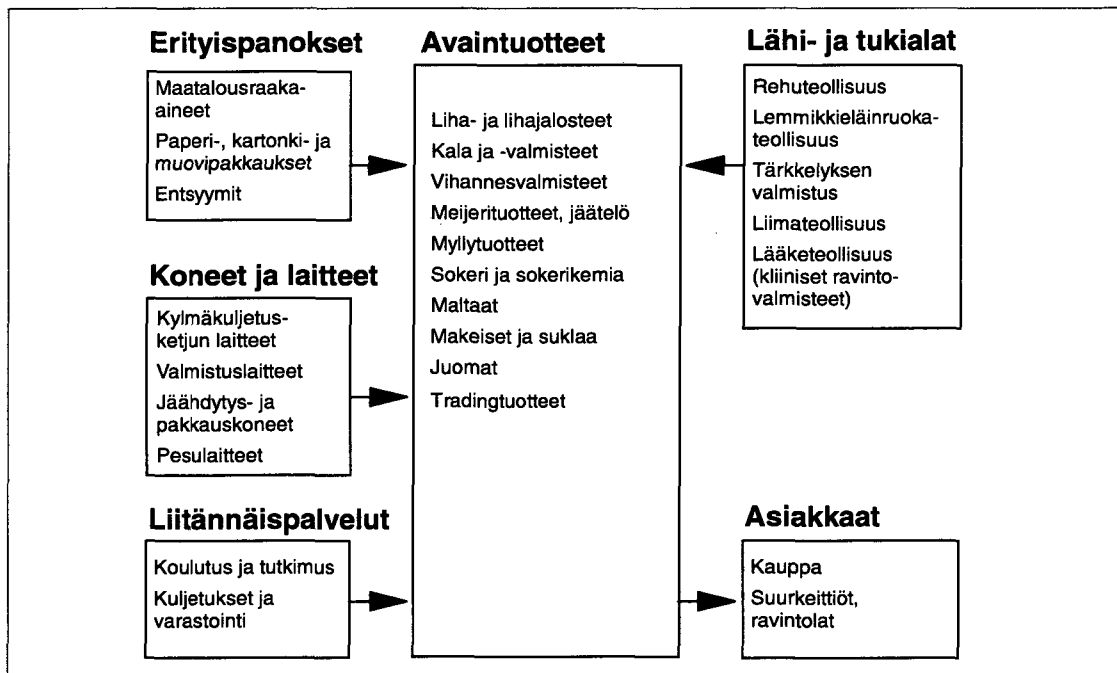 Erityispanokset
Maatalousraaka-
aineet
Paperi-, kartonki- ja
muovipakkaukset
Entsyymit
Koneet ja laitteet
Kylmäkuljetus-
ketjun laitteet
Valmistuslaitteet
Jäähdytys- ja
pakkauskoneet
Pesulaitteet
Liitännäispalvelut
Koulutus ja tutkimus
Kuljetukset ja
varastointi
Avaintuotteet
Liha- ja lihajalosteet
Kala ja -valmisteet
Vihannesvalmisteet
Meijerituotteet, jäätelö
Myllytuotteet
Sokeri ja sokerikemia
Maltaat
Makeiset ja suklaa
Juomat
Tradingtuotteet
Lähi- ja tukialat
Rehuteollisuus
Lemmikkieläinruoka-
teollisuus
Tärkkelyksen
valmistus
Liimateollisuus
Lääketeollisuus
(kliiniset ravinto-
valmisteet)
Asiakkaat
Kauppa
Suurkeittiöt,
ravintolat